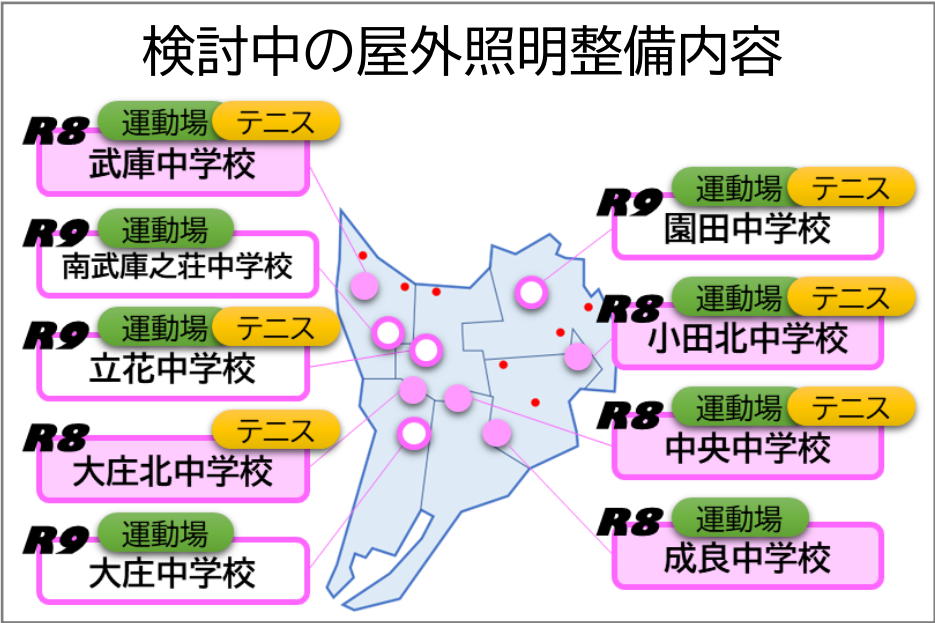 検討中の屋外照明整備内容
R8 運動場 テニス
武庫中学校
R9 運動場
南武庫之荘中学校
R9 運動場 テニス
立花中学校
R8 テニス
大庄北中学校
R9 運動場
大庄中学校
R9 運動場 テニス
園田中学校
R8 運動場 テニス
小田北中学校
R8 運動場 テニス
中央中学校
R8 運動場
成良中学校